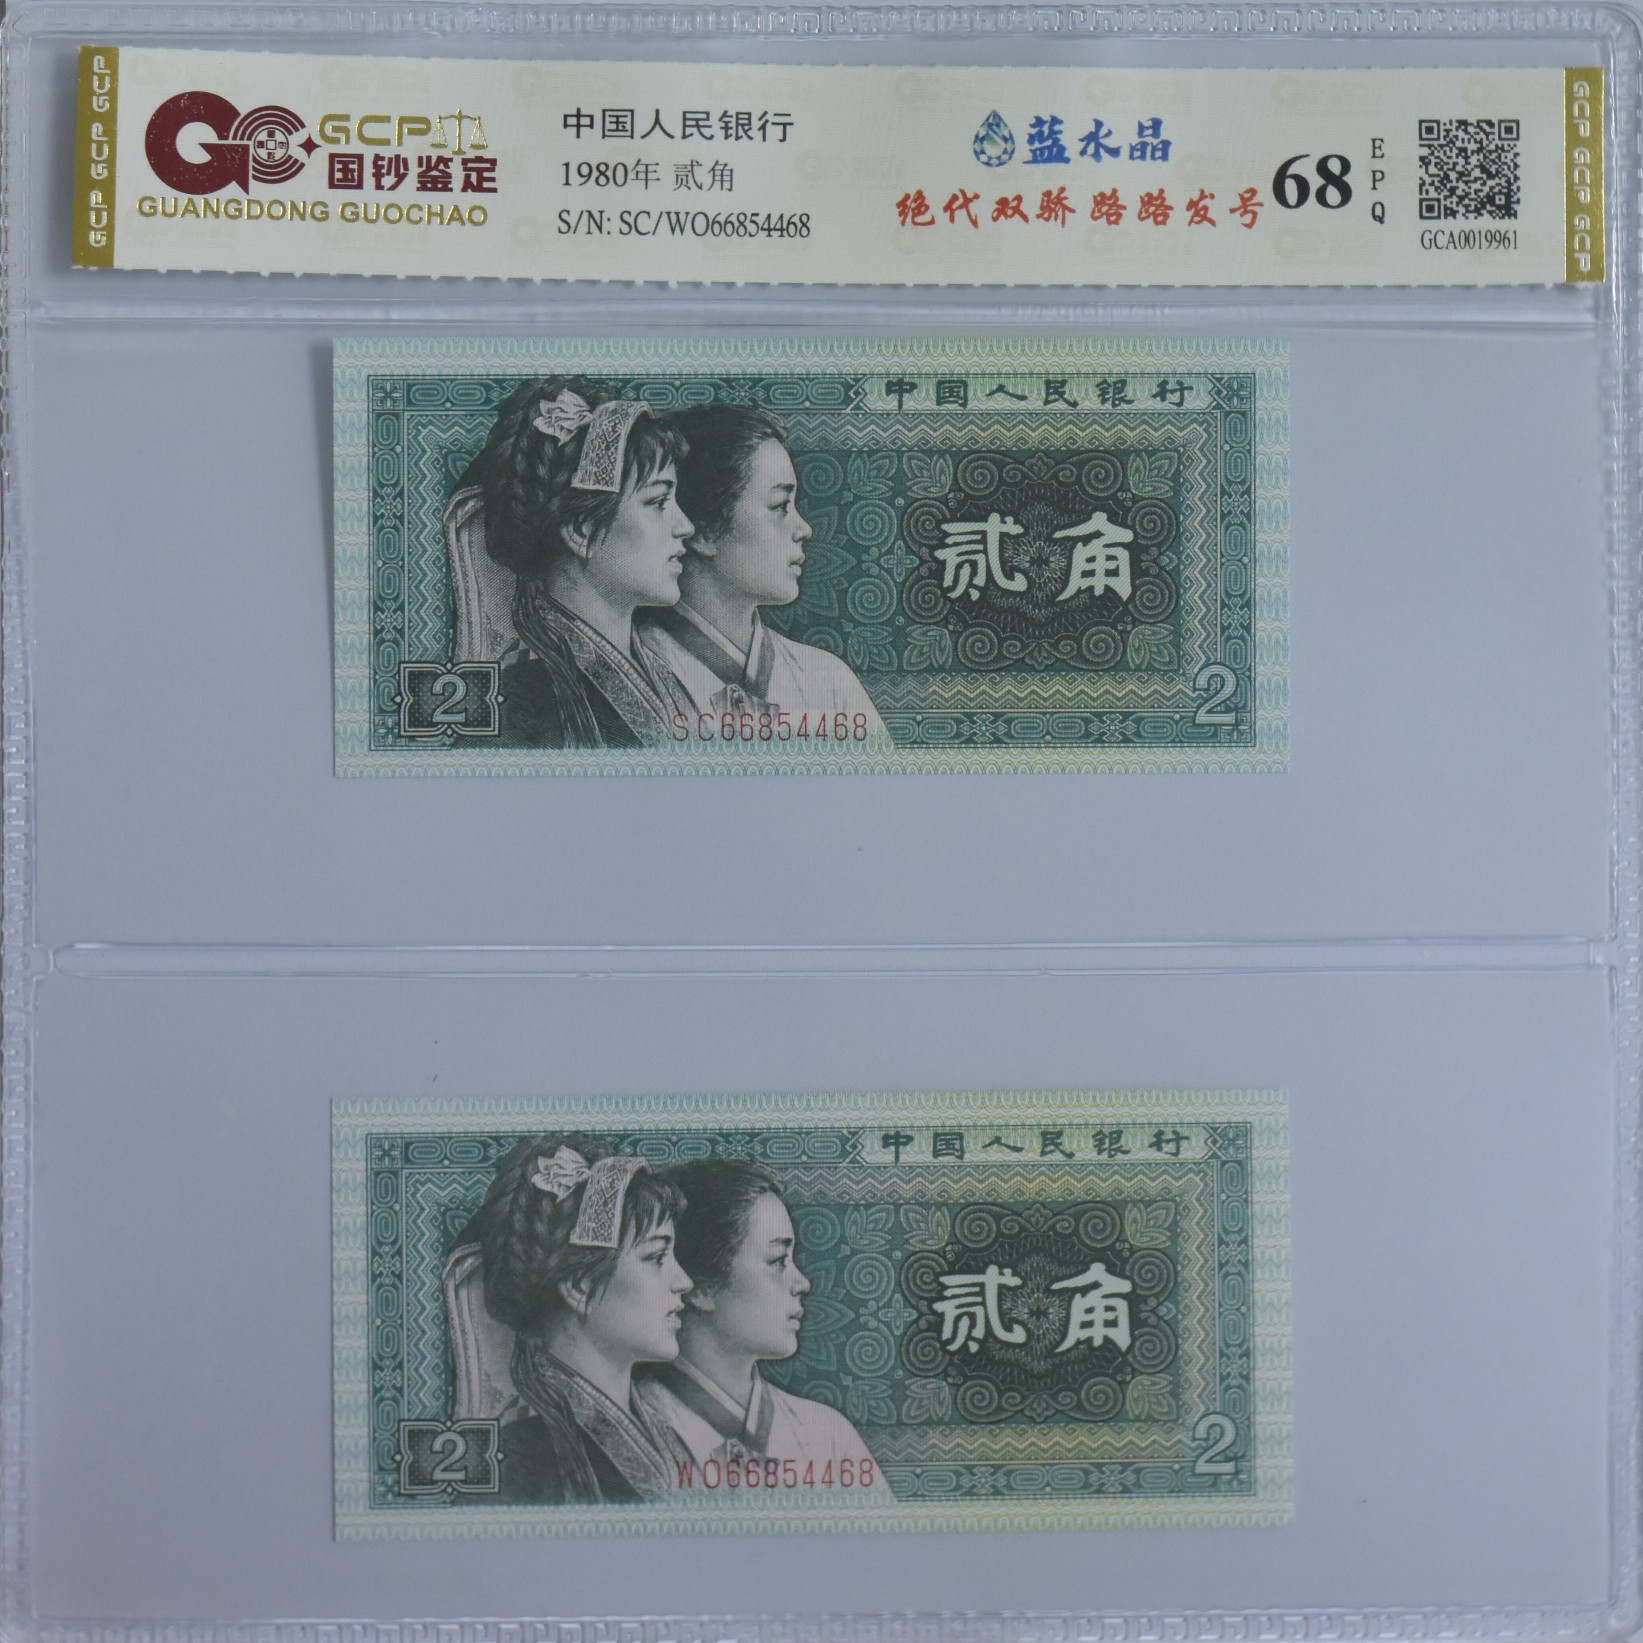 GCP GCP GCP
GCP
国钞鉴定
GUANGDONG GUOCHAO
中国人民银行
1980年 贰角
S/N: SC/WO66854468
蓝水晶
绝代双骄 路路发号
68
EPQ
GCA0019961
GCP GCP GCP
中国人民银行
贰角
2
2
SC66854468
中国人民银行
贰角
2
2
WO66854468